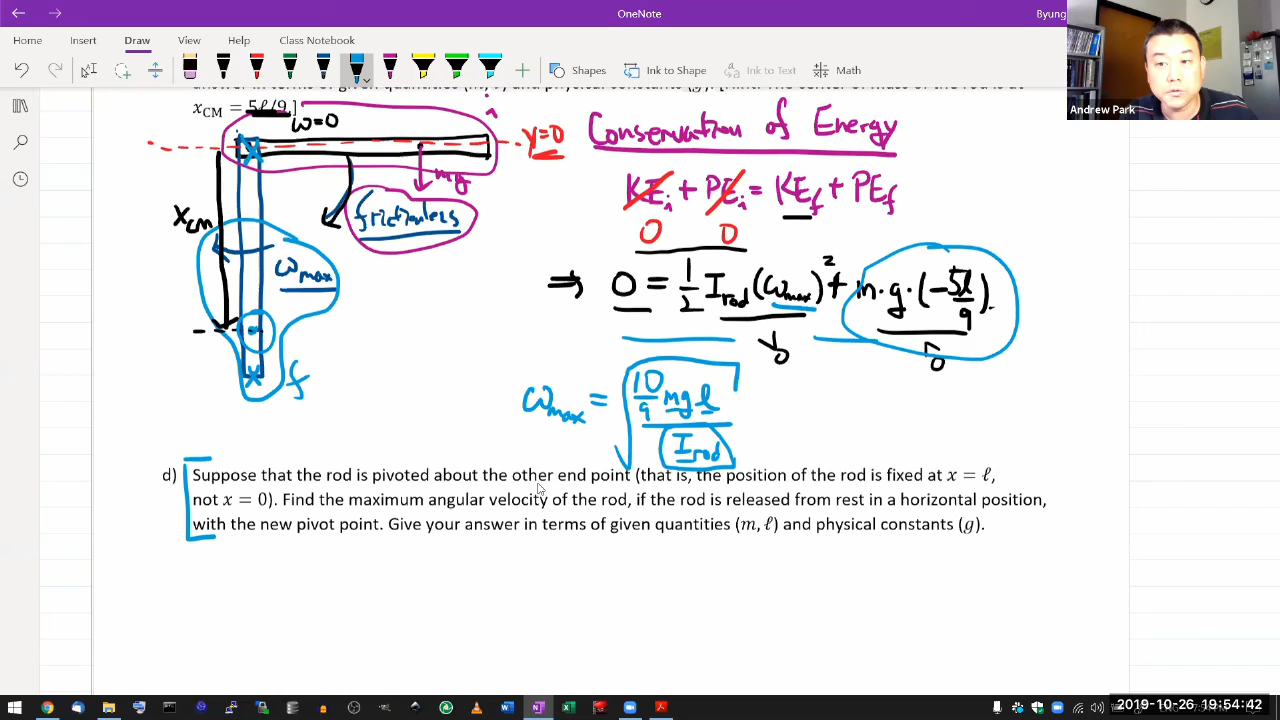 OneNote
Byung
Home Insert Draw View Help Class Notebook
Shapes Ink to Shape Ink to Text Math
Andrew Park
x_CM = 5ℓ/9.]
ω=0
i
y=0
mg
frictionless
x_CM
ω_max
f
Conservation of Energy
KE_i + PE_i = KE_f + PE_f
0 0
⇒ 0 = 1/2 I_rod (ω_max)^2 + m·g·(-5ℓ/9).
ω_max = √(10/9 mgℓ / I_rod)
d) Suppose that the rod is pivoted about the other end point (that is, the position of the rod is fixed at x = ℓ,
not x = 0). Find the maximum angular velocity of the rod, if the rod is released from rest in a horizontal position,
with the new pivot point. Give your answer in terms of given quantities (m, ℓ) and physical constants (g).
2019-10-26 19:54:42